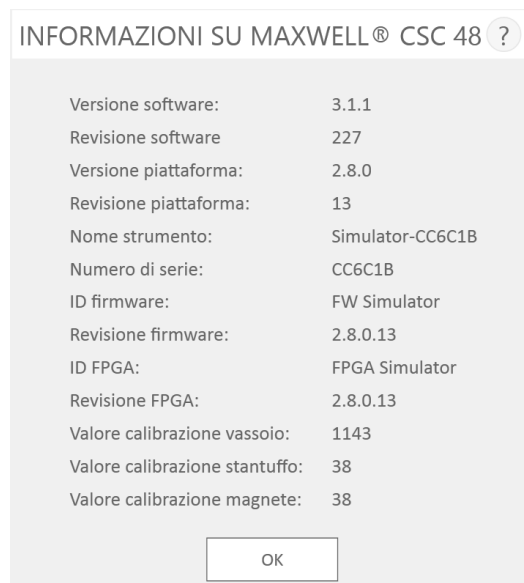 INFORMAZIONI SU MAXWELL® CSC 48 ?
Versione software: 3.1.1
Revisione software 227
Versione piattaforma: 2.8.0
Revisione piattaforma: 13
Nome strumento: Simulator-CC6C1B
Numero di serie: CC6C1B
ID firmware: FW Simulator
Revisione firmware: 2.8.0.13
ID FPGA: FPGA Simulator
Revisione FPGA: 2.8.0.13
Valore calibrazione vassoio: 1143
Valore calibrazione stantuffo: 38
Valore calibrazione magnete: 38
OK